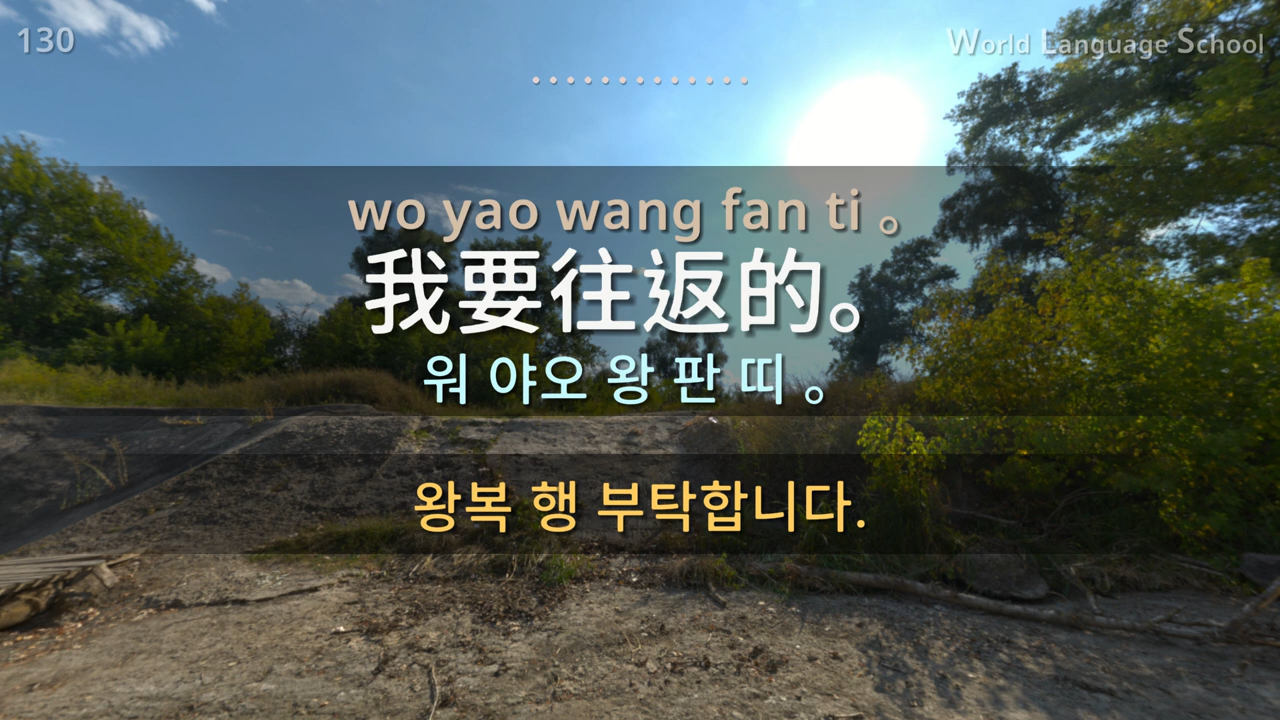 130
World Language School
wo yao wang fan ti 。
我要往返的。
워 야오 왕 판 띠 。
왕복 행 부탁합니다.